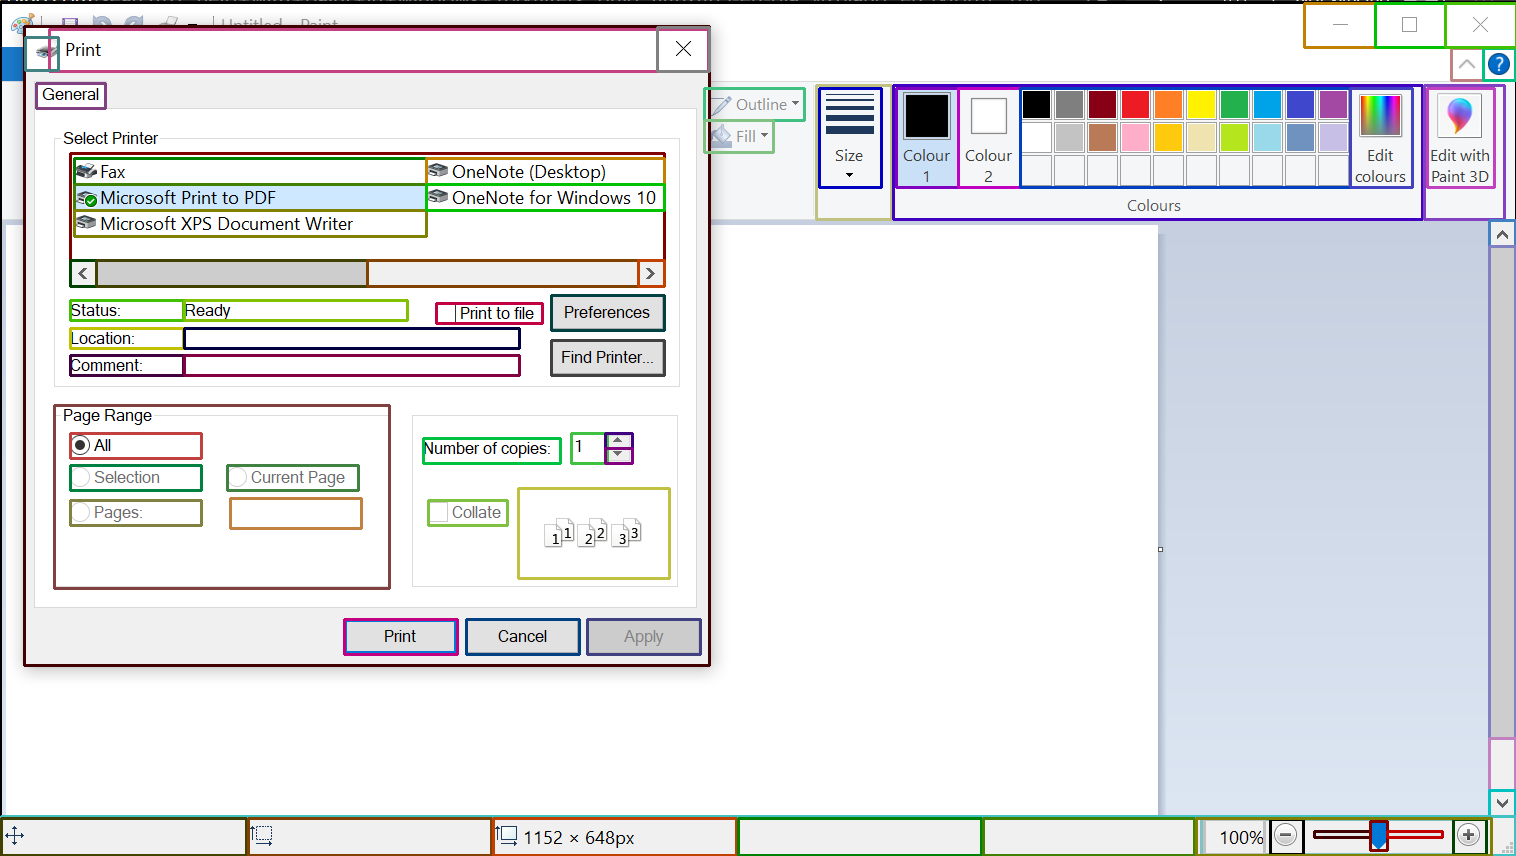 Untitled - Paint
Print
General
Outline
Fill
Size
Colour 1
Colour 2
Edit colours
Edit with Paint 3D
Colours
Select Printer
Fax
OneNote (Desktop)
Microsoft Print to PDF
OneNote for Windows 10
Microsoft XPS Document Writer
Status:
Ready
Print to file
Preferences
Location:
Find Printer...
Comment:
Page Range
All
Selection
Current Page
Pages:
Number of copies:
1
Collate
1 1 2 2 3 3
Print
Cancel
Apply
1152 × 648px
100%